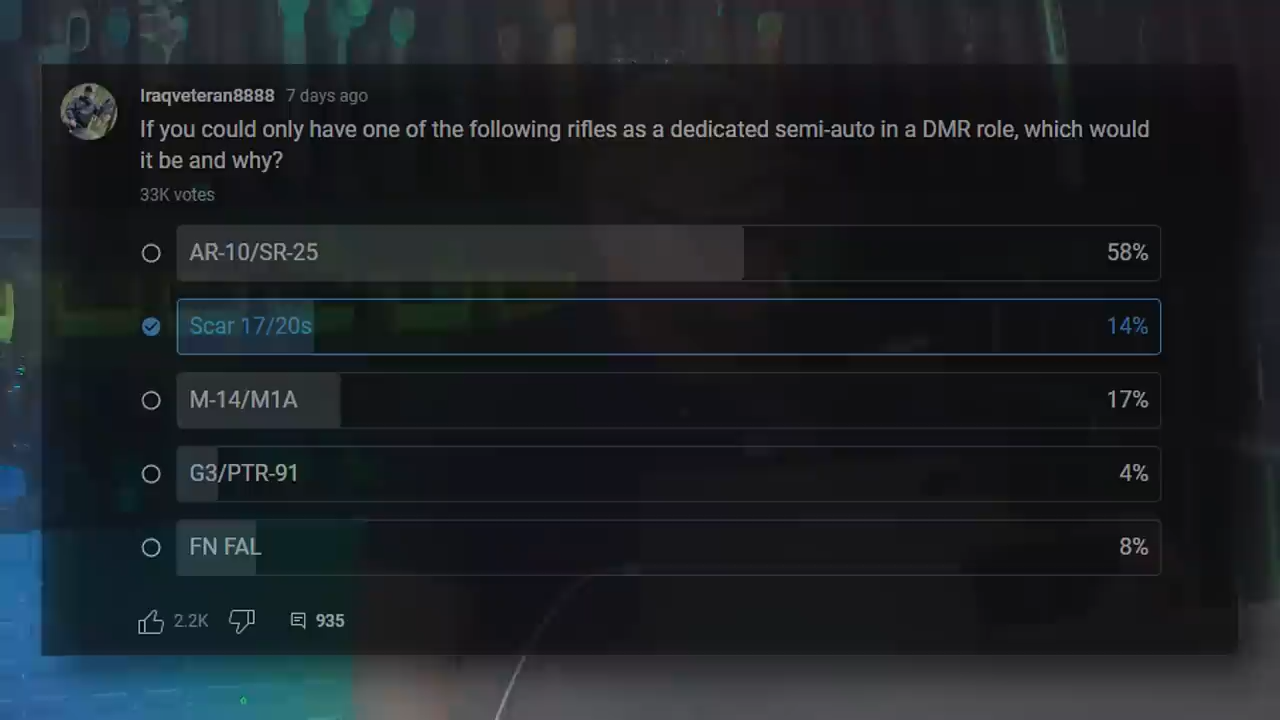 Iraqveteran8888 7 days ago
If you could only have one of the following rifles as a dedicated semi-auto in a DMR role, which would
it be and why?
33K votes
AR-10/SR-25 58%
Scar 17/20s 14%
M-14/M1A 17%
G3/PTR-91 4%
FN FAL 8%
2.2K 935